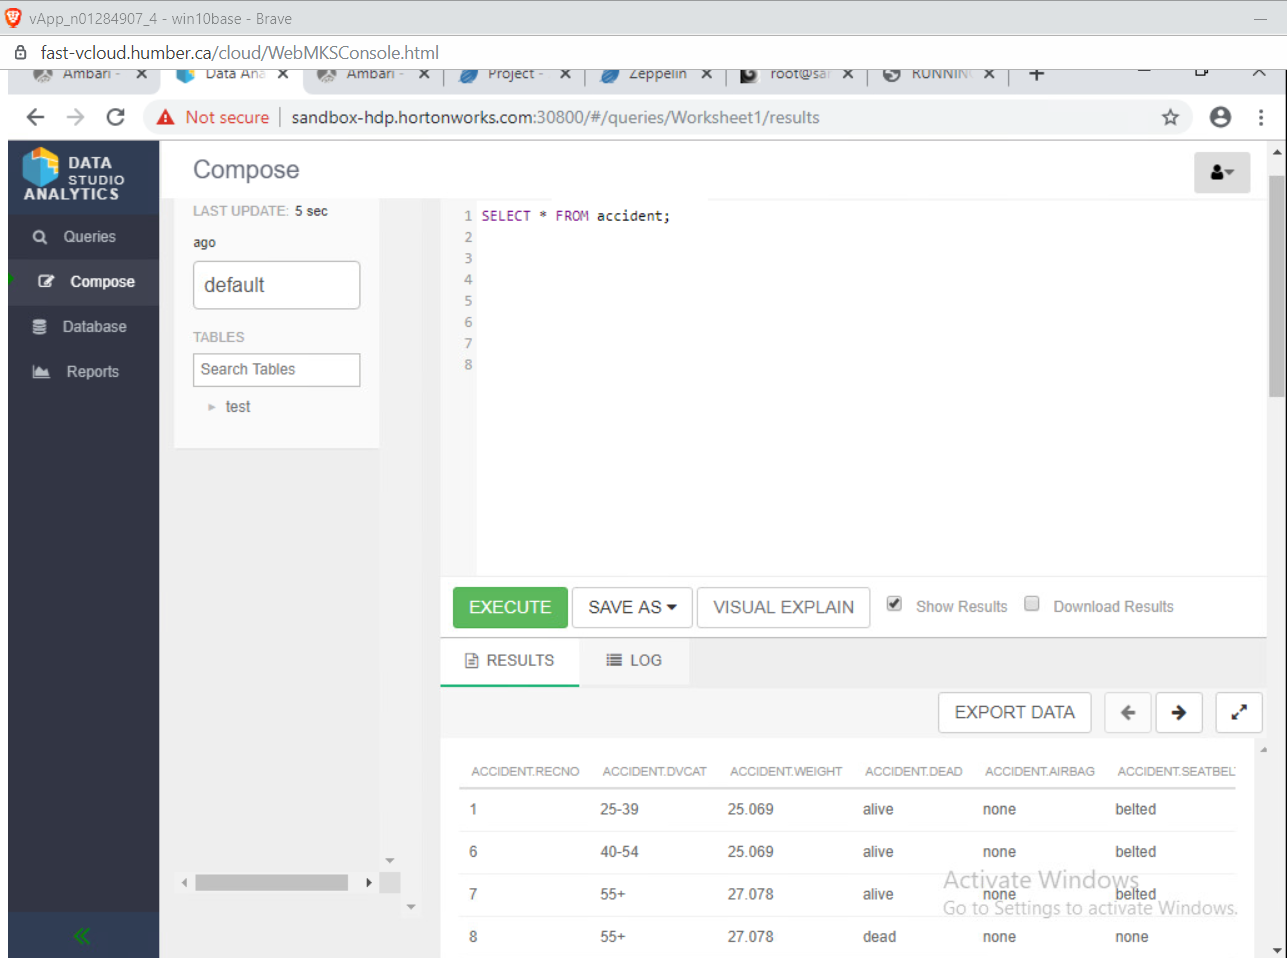 vApp_n01284907_4 - win10base - Brave
fast-vcloud.humber.ca/cloud/WebMKSConsole.html
Ambari - Data Ana Ambari - Project - Zeppelin root@sa RUNNIN
Not secure sandbox-hdp.hortonworks.com:30800/#/queries/Worksheet1/results
DATA
STUDIO
ANALYTICS
Queries
Compose
Database
Reports
Compose
LAST UPDATE: 5 sec
ago
default
TABLES
Search Tables
test
1 SELECT * FROM accident;
2
3
4
5
6
7
8
EXECUTE SAVE AS VISUAL EXPLAIN Show Results Download Results
RESULTS LOG
EXPORT DATA
ACCIDENT.RECNO ACCIDENT.DVCAT ACCIDENT.WEIGHT ACCIDENT.DEAD ACCIDENT.AIRBAG ACCIDENT.SEATBEL
1 25-39 25.069 alive none belted
6 40-54 25.069 alive none belted
7 55+ 27.078 alive none belted
8 55+ 27.078 dead none none
Activate Windows
Go to Settings to activate Windows.